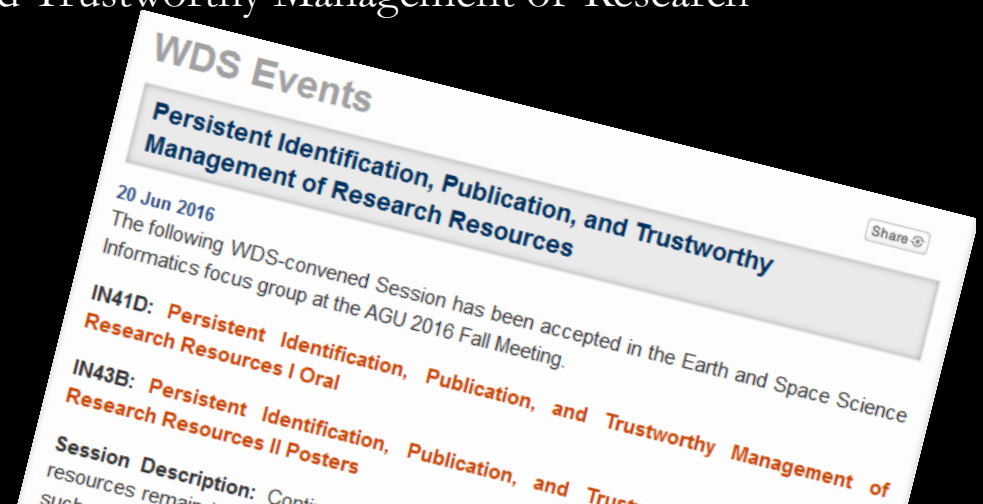 d Trustworthy Management of Research
WDS Events
Persistent Identification, Publication, and Trustworthy
Management of Research Resources
Share
20 Jun 2016
The following WDS-convened Session has been accepted in the Earth and Space Science
Informatics focus group at the AGU 2016 Fall Meeting.
IN41D: Persistent Identification, Publication, and Trustworthy Management of
Research Resources I Oral
IN43B: Persistent Identification, Publication, and
Research Resources II Posters
Session Description:
resources
such